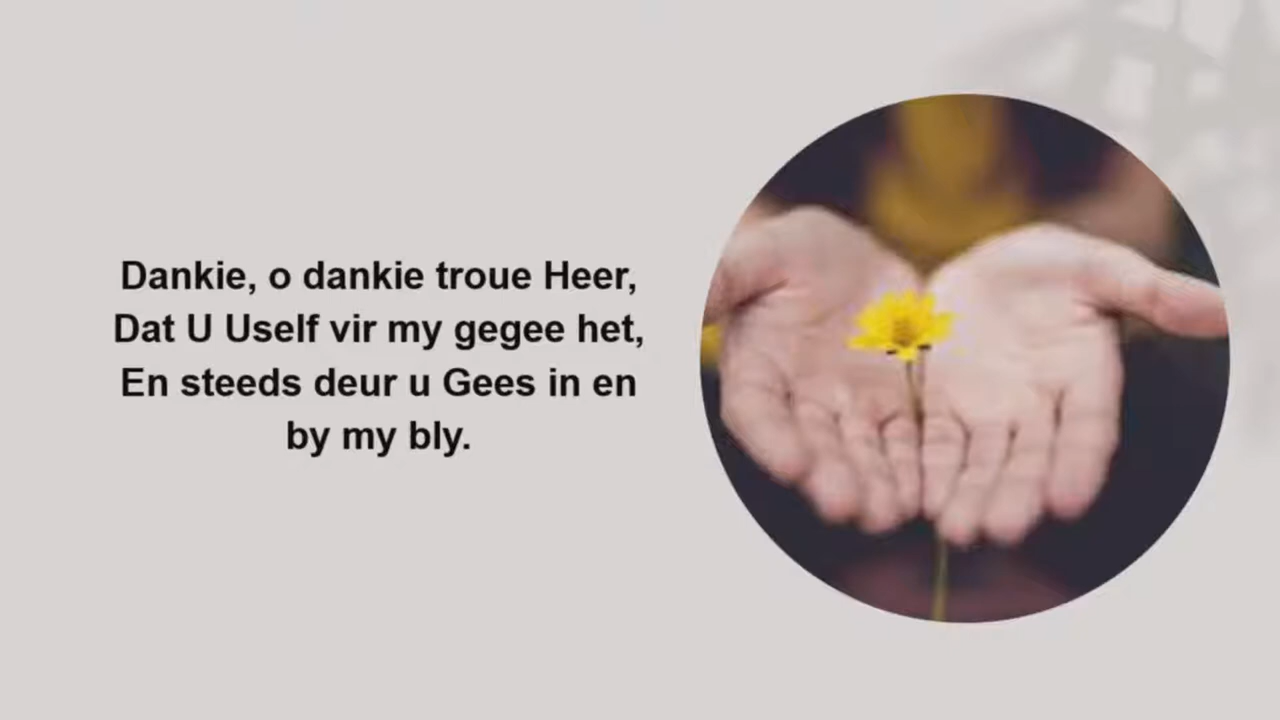 Dankie, o dankie troue Heer,
Dat U Uself vir my gegee het,
En steeds deur u Gees in en
by my bly.